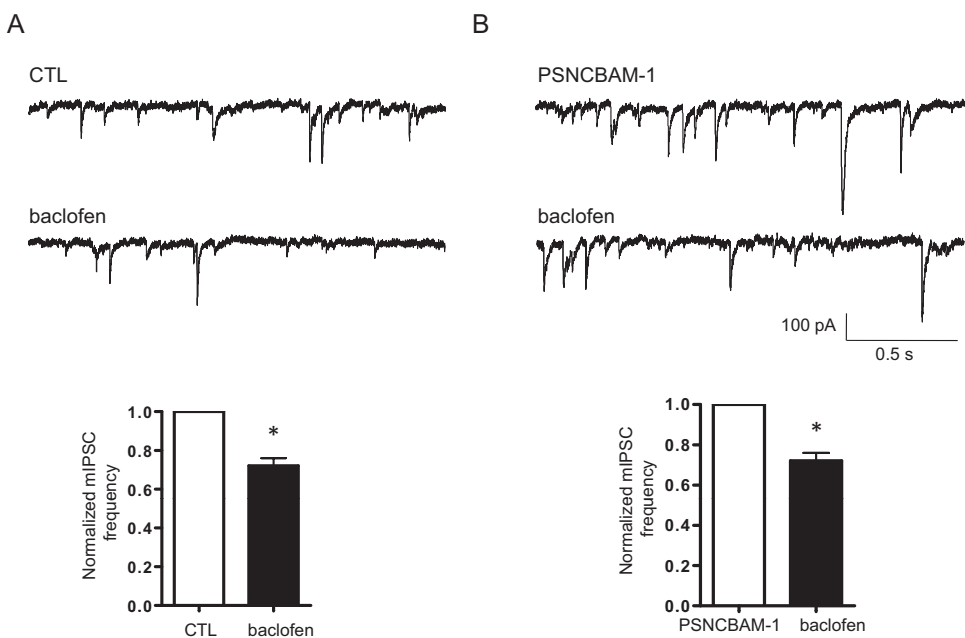 A
B
CTL
PSNCBAM-1
baclofen
baclofen
100 pA
0.5 s
Normalized mIPSC
frequency
1.0
0.8
0.6
0.4
0.2
0.0
*
CTL
baclofen
Normalized mIPSC
frequency
1.0
0.8
0.6
0.4
0.2
0.0
*
PSNCBAM-1
baclofen